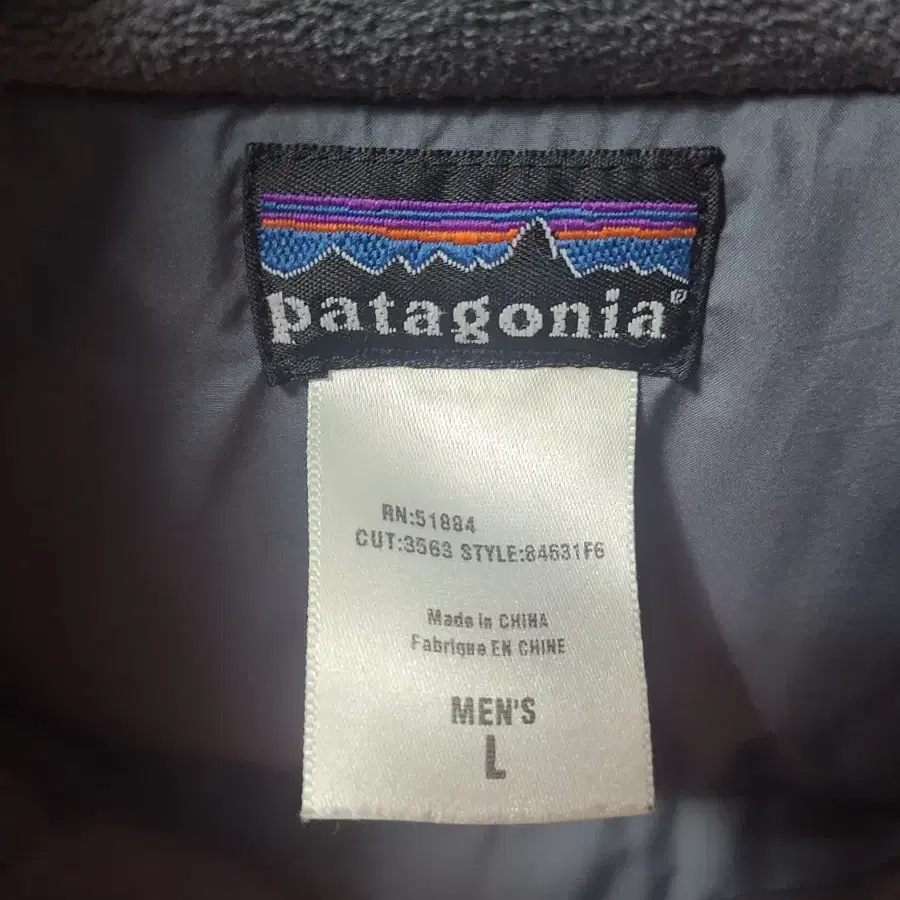 patagonia®
RN:51884
CUT:3563 STYLE:84631F6
Made in CHINA
Fabrique EN CHINE
MEN'S
L